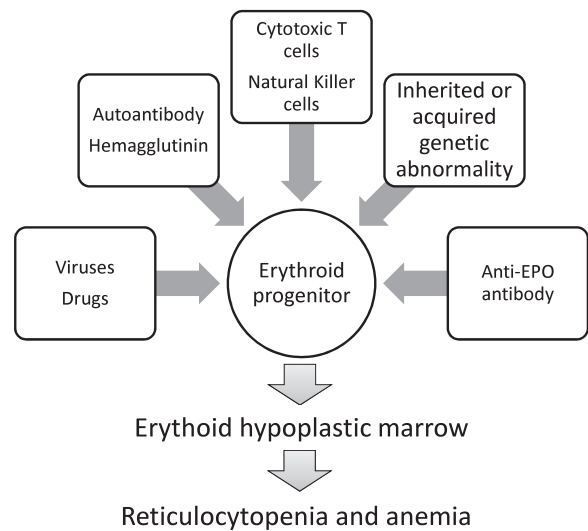 Cytotoxic T
cells
Natural Killer
cells
Autoantibody
Hemagglutinin
Inherited or
acquired
genetic
abnormality
Viruses
Drugs
Erythroid
progenitor
Anti-EPO
antibody
Erythoid hypoplastic marrow
Reticulocytopenia and anemia